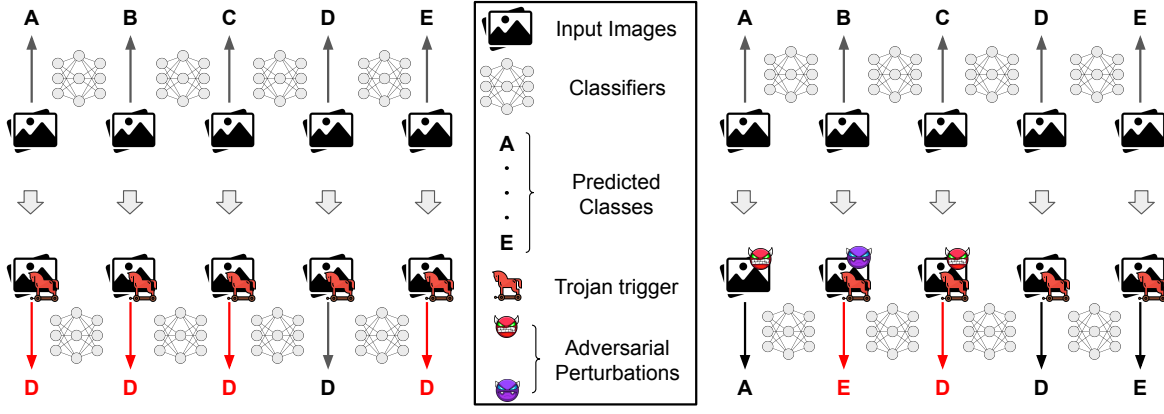 A B C D E
D D D D D
Input Images
Classifiers
A
.
.
.
E
Predicted
Classes
Trojan trigger
Adversarial
Perturbations
A B C D E
A E D D E